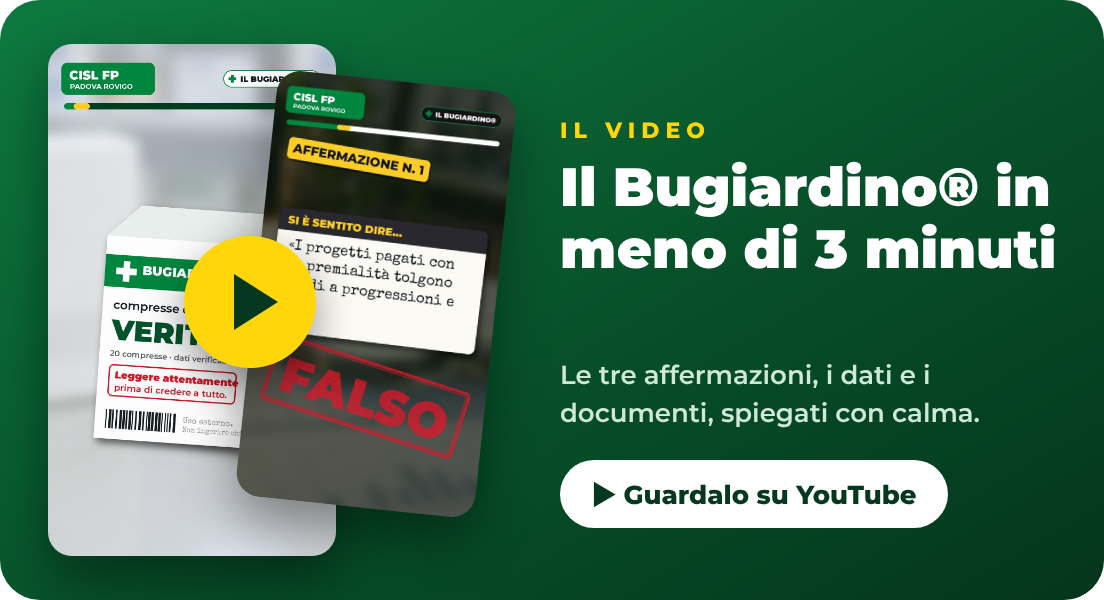 CISL FP
PADOVA ROVIGO
IL
BUGIARDINO
compresse
VERIT
20 compresse · dati
Leggere attentamente
prima di credere a tutto.
Uso esterno.
Non ingerire
CISL FP
PADOVA ROVIGO
IL BUGIARDINO®
AFFERMAZIONE N. 1
SI È SENTITO DIRE...
«I progetti pagati con
premialità tolgono
a progressioni e
FALSO
IL VIDEO
Il Bugiardino® in
meno di 3 minuti
Le tre affermazioni, i dati e i
documenti, spiegati con calma.
Guardalo su YouTube